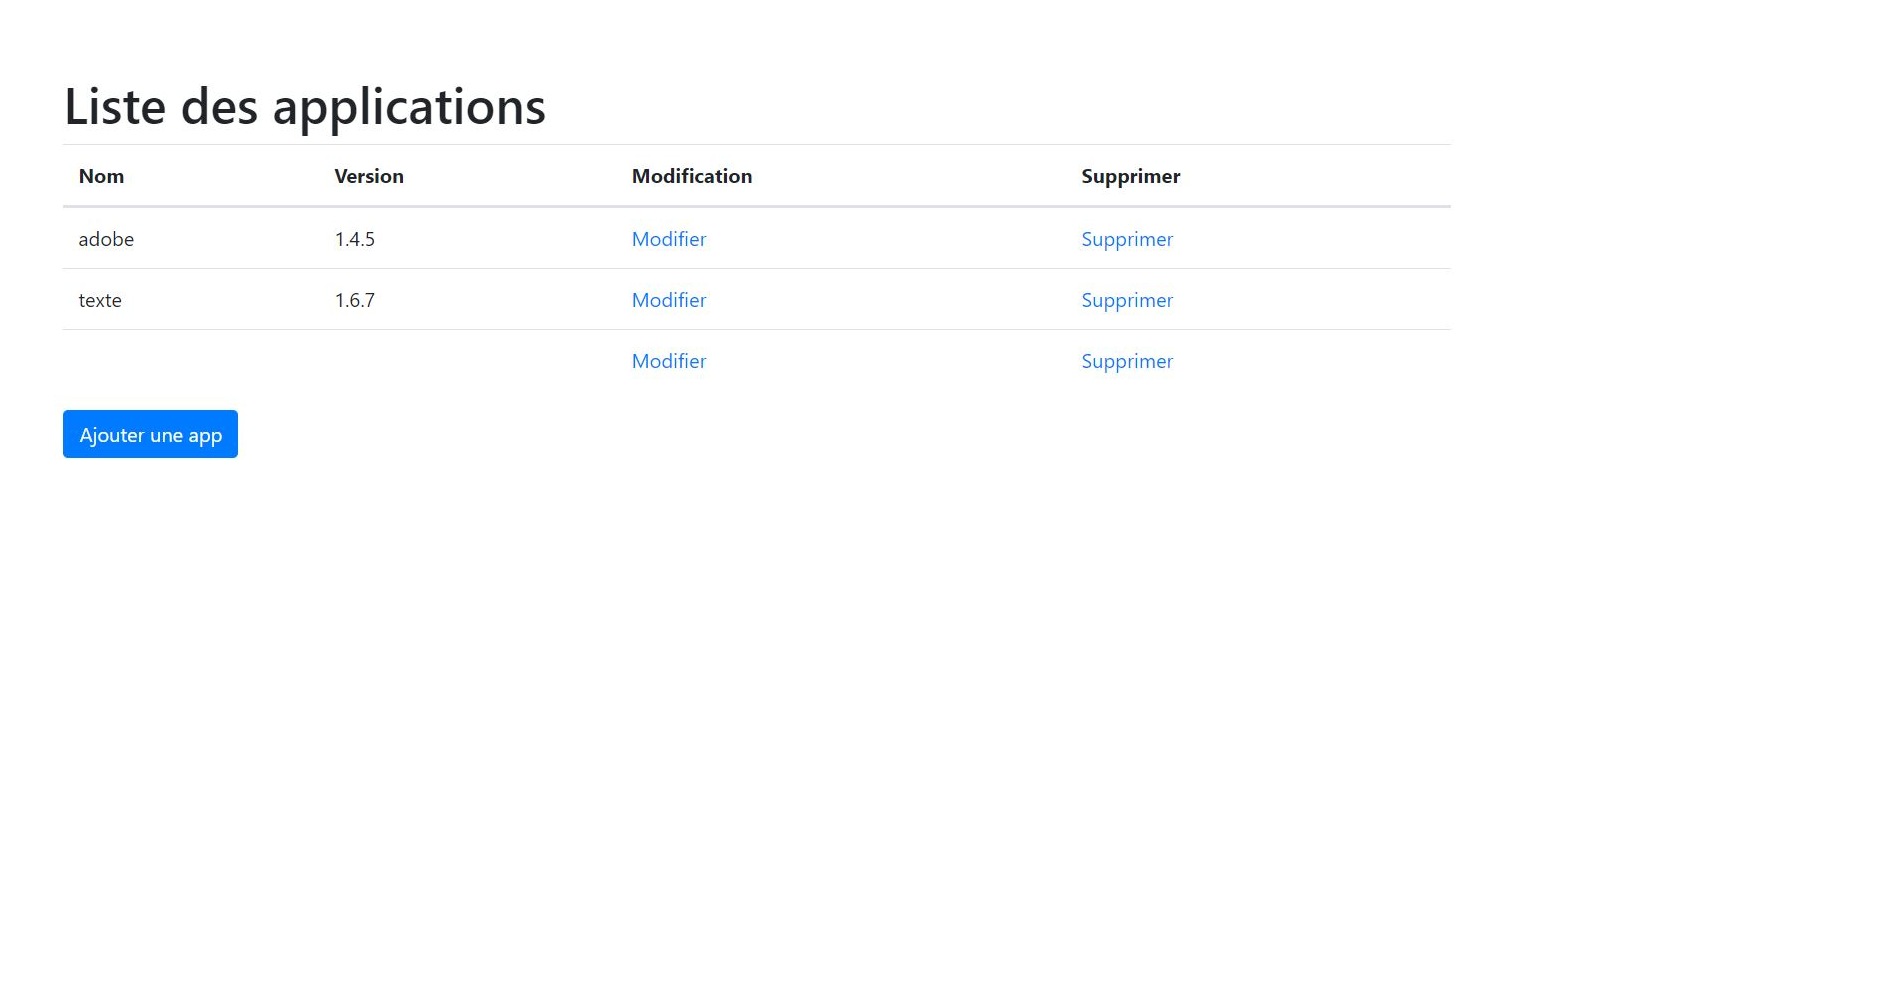 Liste des applications
Nom Version Modification Supprimer
adobe 1.4.5 Modifier Supprimer
texte 1.6.7 Modifier Supprimer
Modifier Supprimer
Ajouter une app